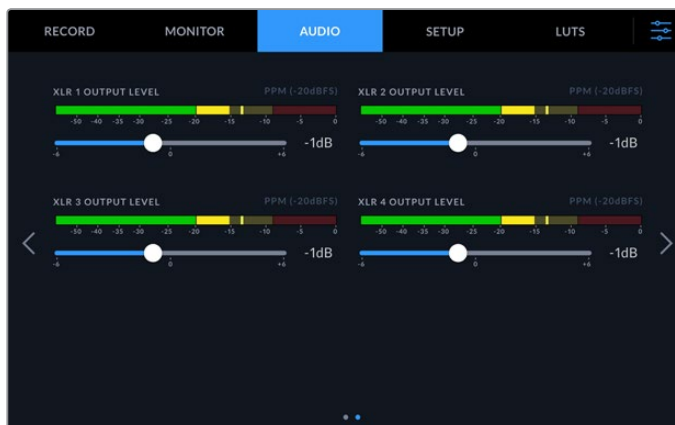 RECORD MONITOR AUDIO SETUP LUTS
XLR 1 OUTPUT LEVEL PPM (-20dBFS)
-50 -40 -35 -30 -25 -20 -15 -10 -5 0
-1dB
-6 0 +6
XLR 2 OUTPUT LEVEL PPM (-20dBFS)
-50 -40 -35 -30 -25 -20 -15 -10 -5 0
-1dB
-6 0 +6
XLR 3 OUTPUT LEVEL PPM (-20dBFS)
-50 -40 -35 -30 -25 -20 -15 -10 -5 0
-1dB
-6 0 +6
XLR 4 OUTPUT LEVEL PPM (-20dBFS)
-50 -40 -35 -30 -25 -20 -15 -10 -5 0
-1dB
-6 0 +6